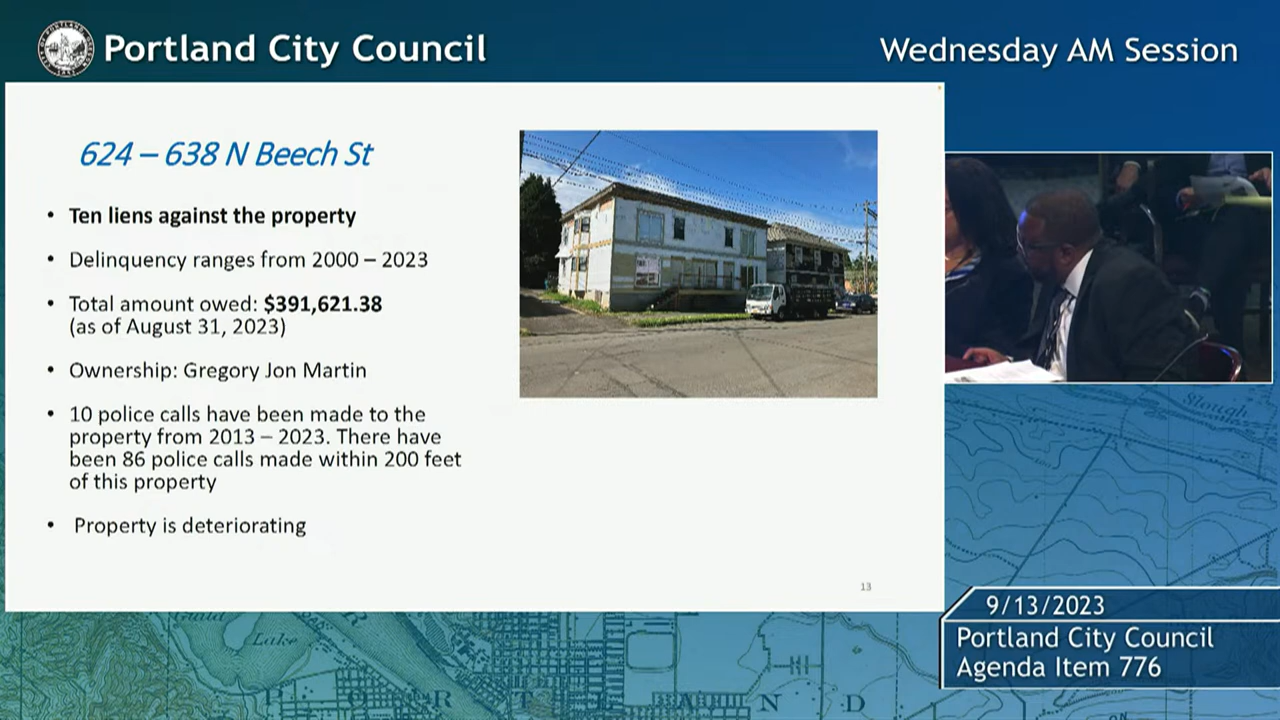 Portland City Council
Wednesday AM Session
624 – 638 N Beech St
• Ten liens against the property
• Delinquency ranges from 2000 – 2023
• Total amount owed: $391,621.38
(as of August 31, 2023)
• Ownership: Gregory Jon Martin
• 10 police calls have been made to the
property from 2013 – 2023. There have
been 86 police calls made within 200 feet
of this property
• Property is deteriorating
13
Slough
9/13/2023
Portland City Council
Agenda Item 776
Guild
Lake
P O R T L A N D